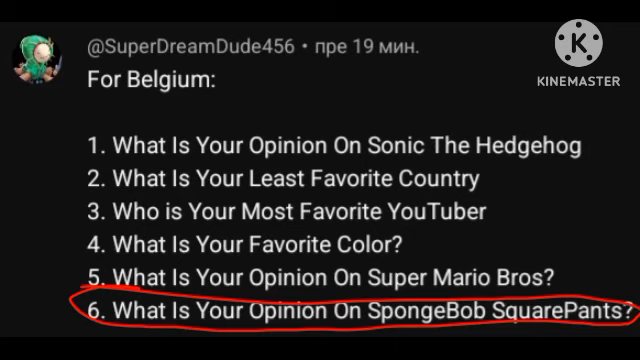 @SuperDreamDude456 • пре 19 мин.
For Belgium:
1. What Is Your Opinion On Sonic The Hedgehog
2. What Is Your Least Favorite Country
3. Who is Your Most Favorite YouTuber
4. What Is Your Favorite Color?
5. What Is Your Opinion On Super Mario Bros?
6. What Is Your Opinion On SpongeBob SquarePants?
K
KINEMASTER